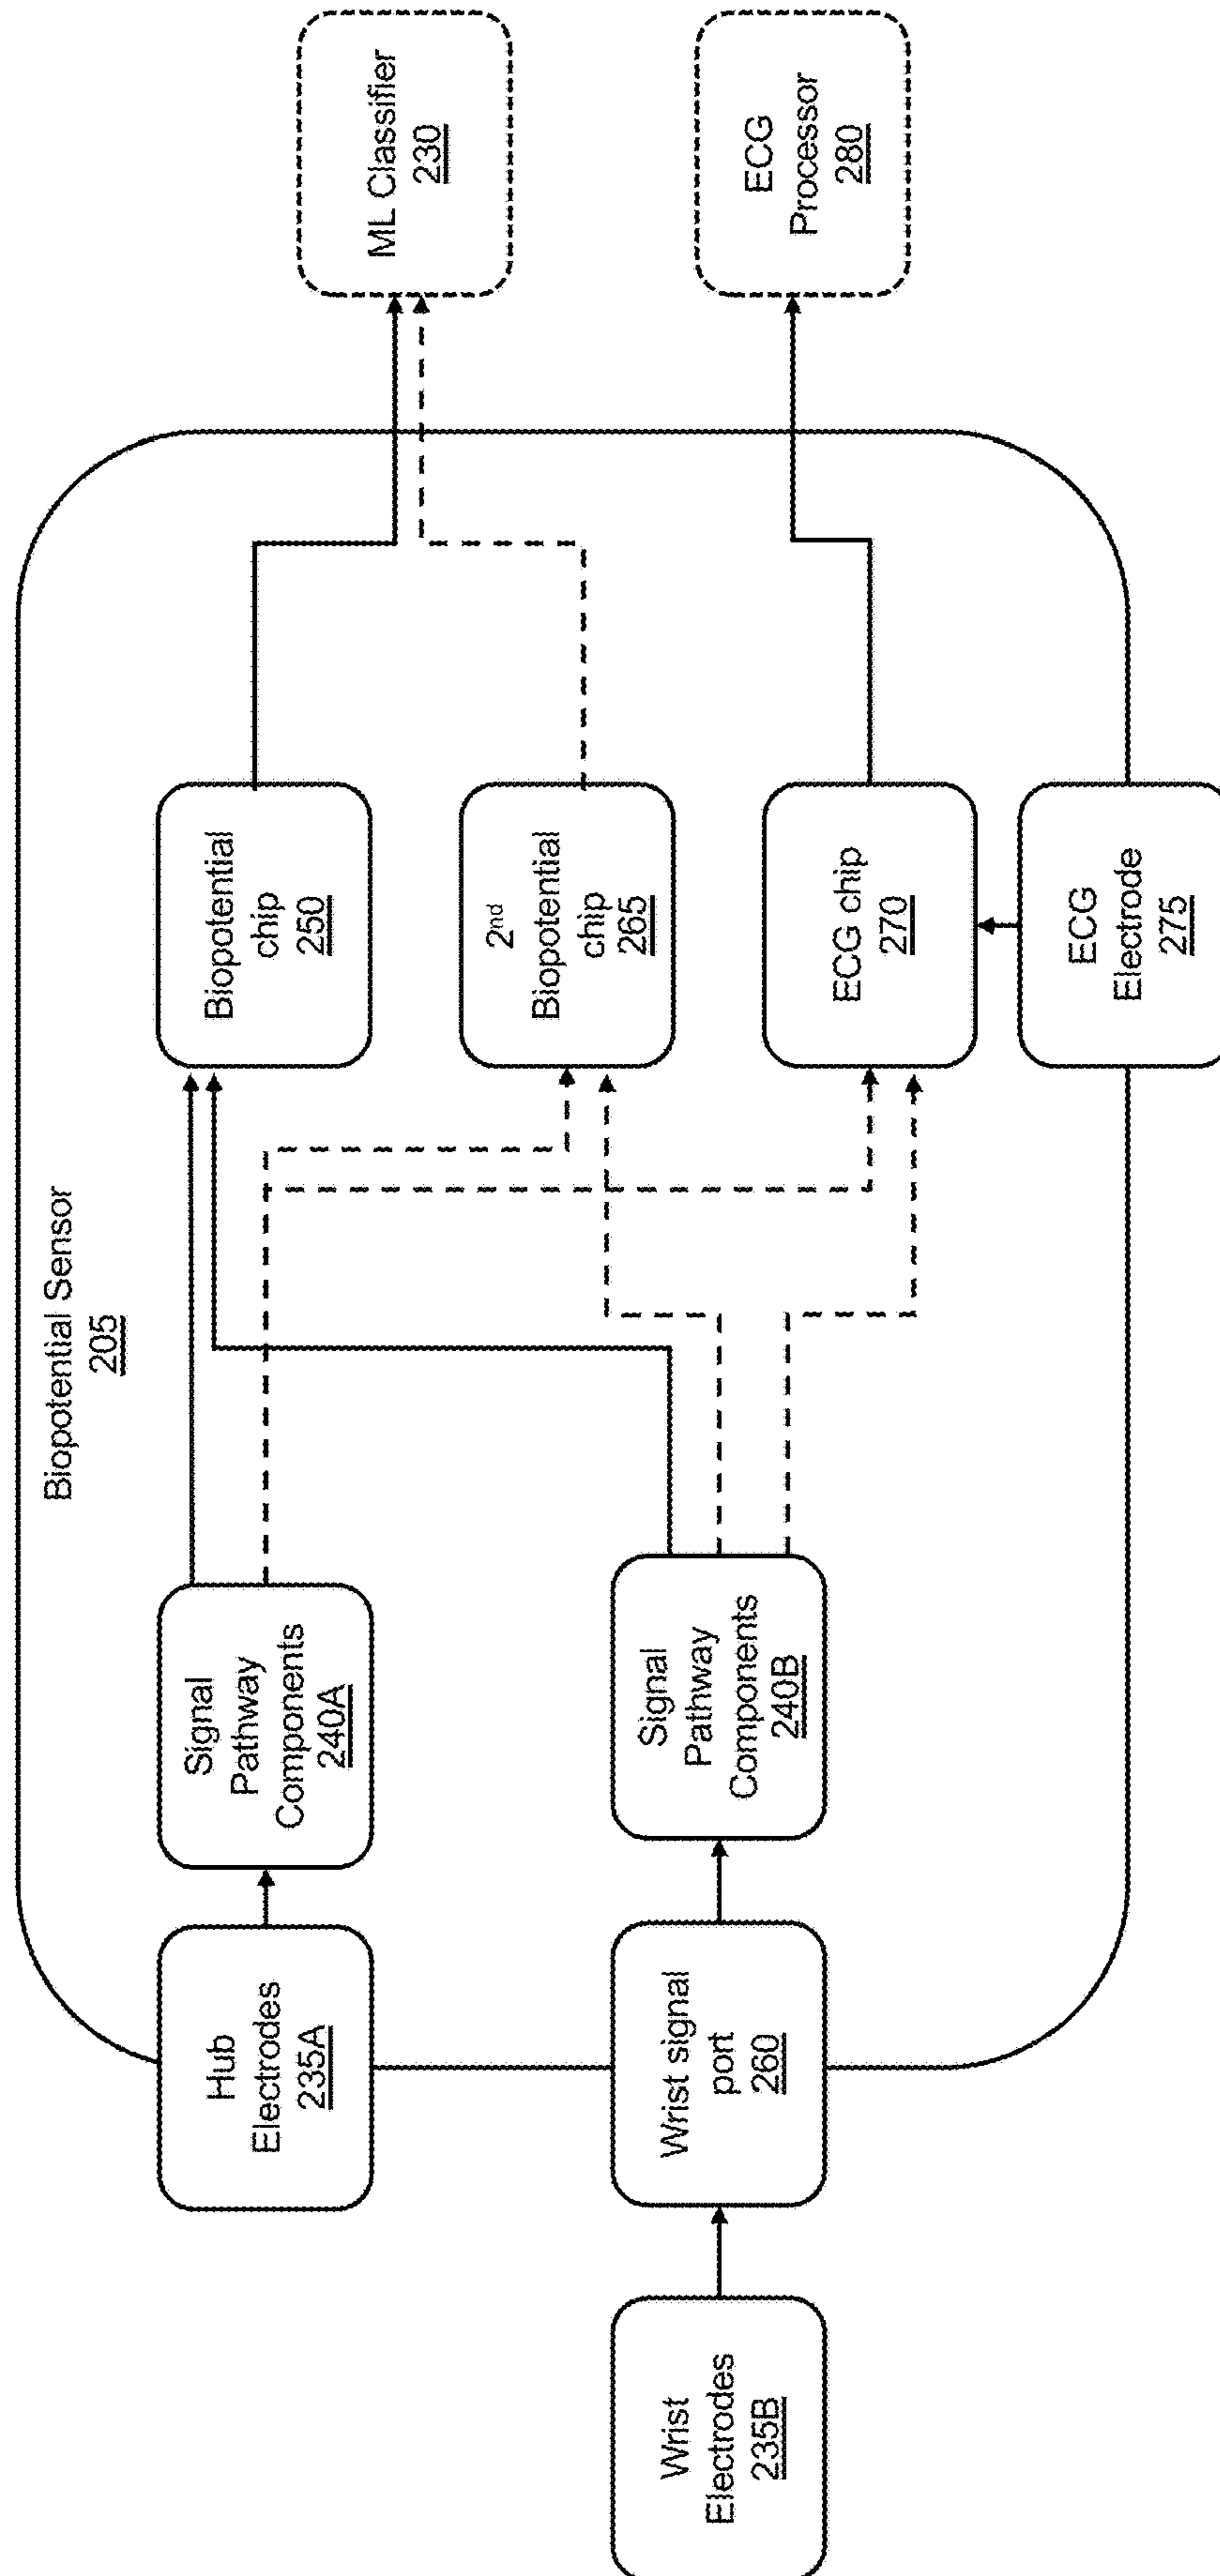 Biopotential Sensor
205
Hub
Electrodes
235A
Signal
Pathway
Components
240A
Biopotential
chip
250
ML Classifier
230
2nd
Biopotential
chip
265
Wrist
Electrodes
235B
Wrist signal
port
260
Signal
Pathway
Components
240B
ECG chip
270
ECG
Processor
280
ECG
Electrode
275